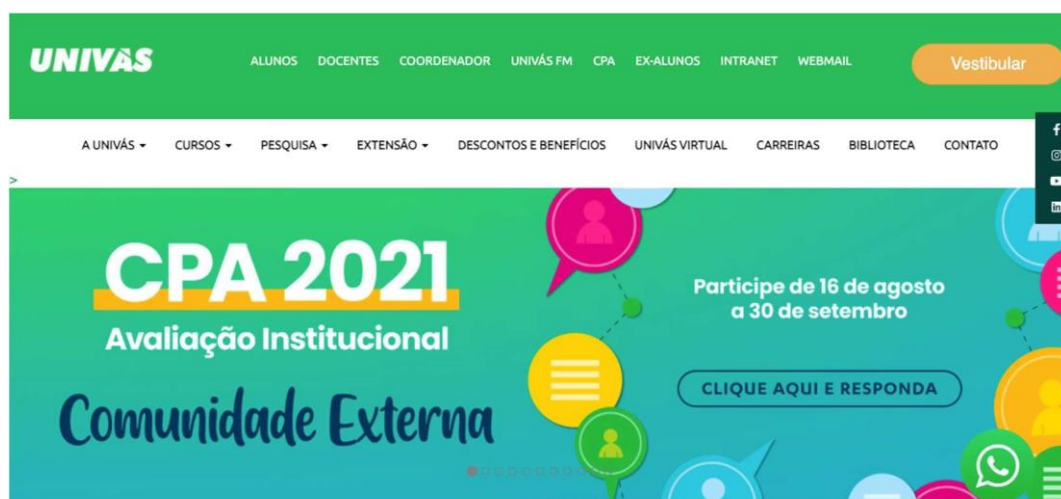 UNIVÁS
ALUNOS DOCENTES COORDENADOR UNIVÁS FM CPA EX-ALUNOS INTRANET WEBMAIL
Vestibular
A UNIVÁS CURSOS PESQUISA EXTENSÃO DESCONTOS E BENEFÍCIOS UNIVÁS VIRTUAL CARREIRAS BIBLIOTECA CONTATO
>
CPA 2021
Avaliação Institucional
Comunidade Externa
Participe de 16 de agosto
a 30 de setembro
CLIQUE AQUI E RESPONDA